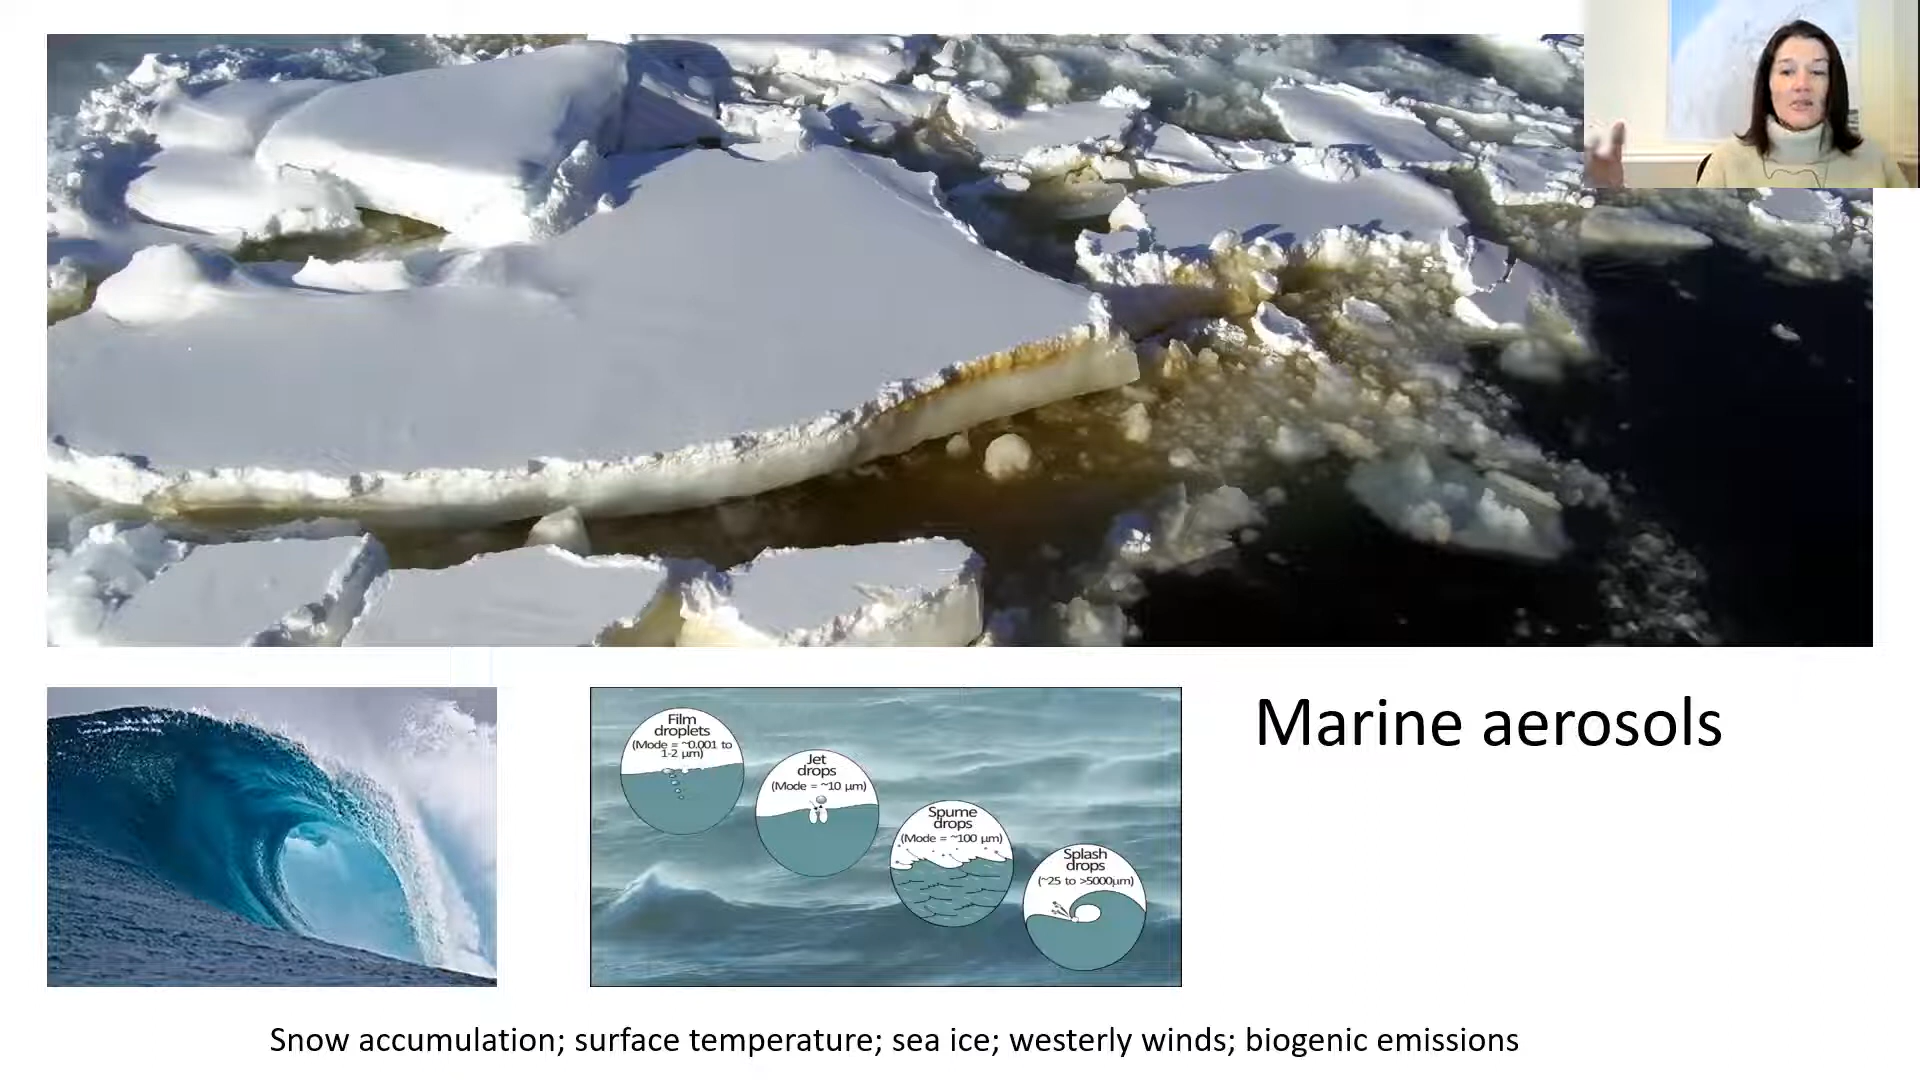 Film
droplets
(Mode = ~0.001 to
1-2 µm)
Jet
drops
(Mode = ~10 µm)
Spume
drops
(Mode = ~100 µm)
Splash
drops
(~25 to >5000µm)
Marine aerosols
Snow accumulation; surface temperature; sea ice; westerly winds; biogenic emissions